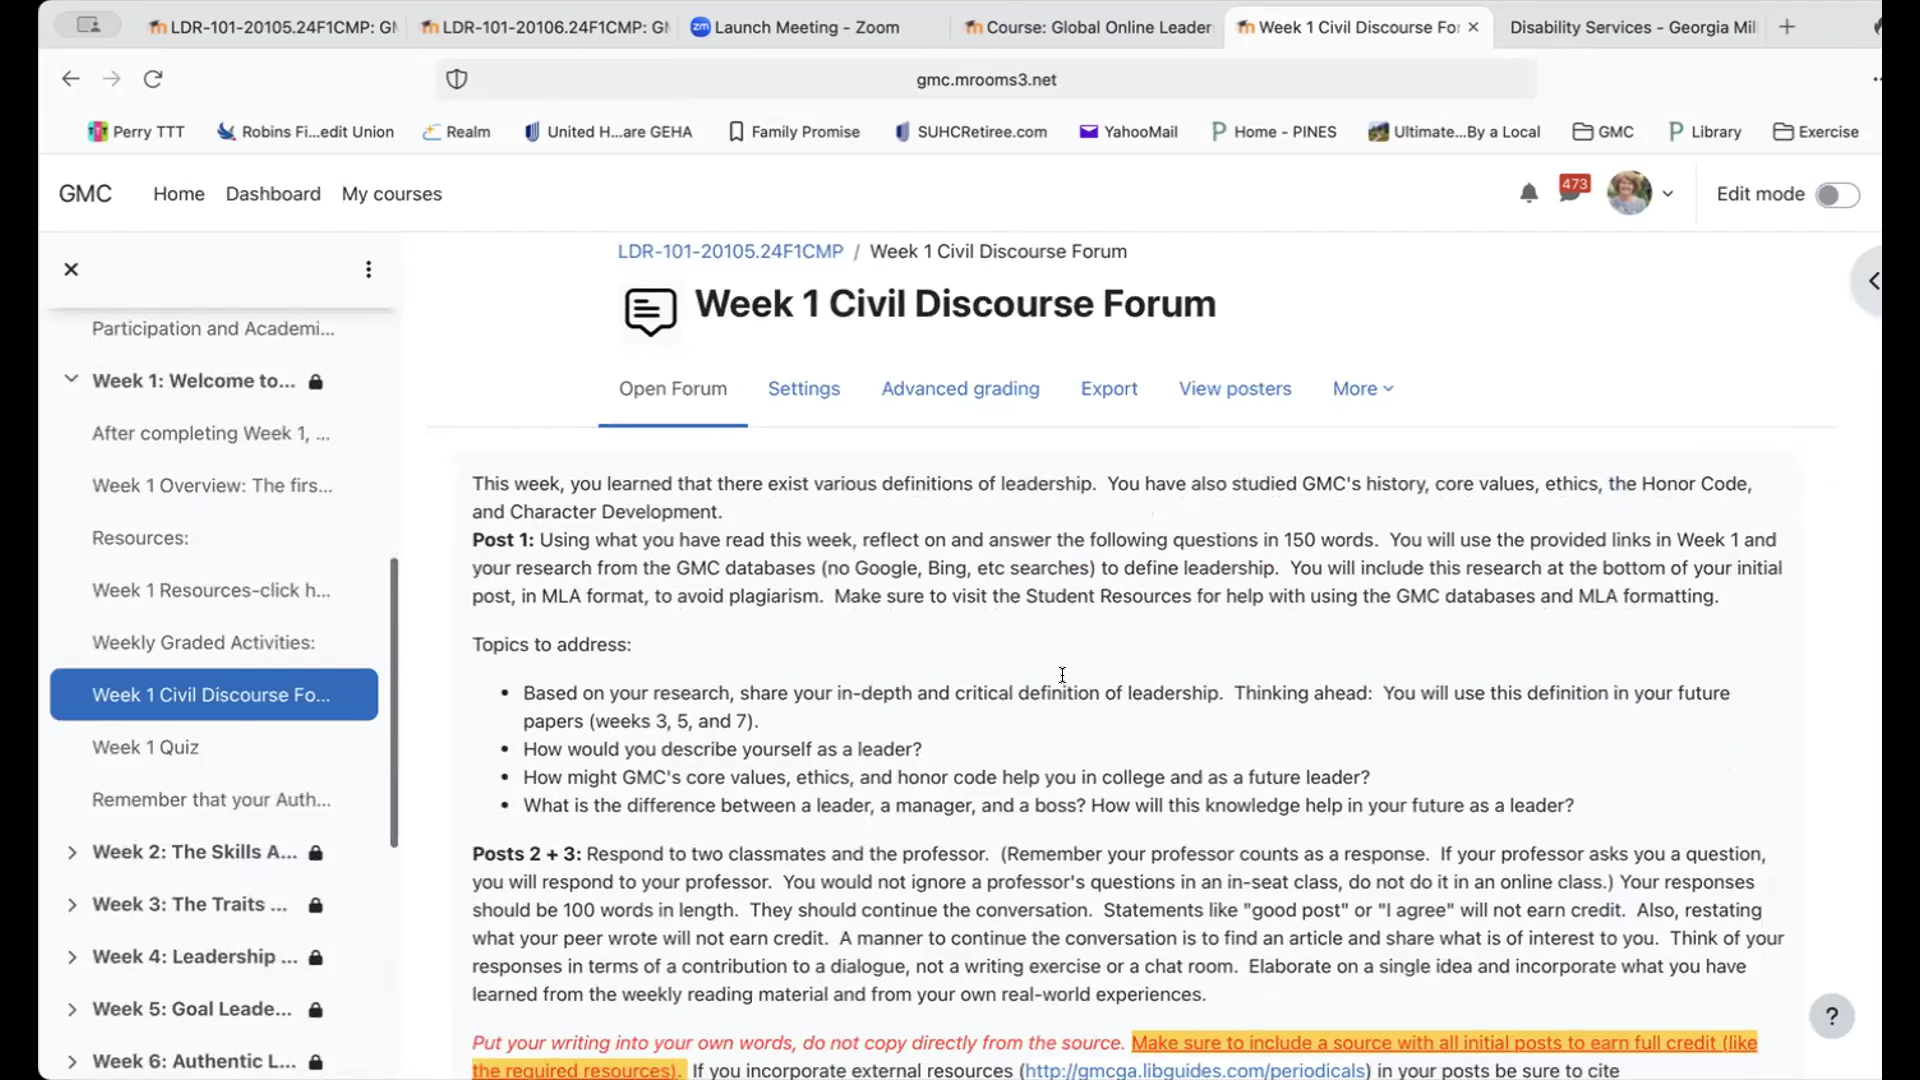 LDR-101-20105.24F1CMP: GM
LDR-101-20106.24F1CMP: GM
zm Launch Meeting - Zoom
Course: Global Online Leader
Week 1 Civil Discourse For
Disability Services - Georgia Mil
gmc.mrooms3.net
Perry TTT
Robins Fi...edit Union
Realm
United H...are GEHA
Family Promise
SUHCRetiree.com
YahooMail
Home - PINES
Ultimate...By a Local
GMC
Library
Exercise
GMC
Home
Dashboard
My courses
473
Edit mode
Participation and Academi...
Week 1: Welcome to...
After completing Week 1, ...
Week 1 Overview: The firs...
Resources:
Week 1 Resources-click h...
Weekly Graded Activities:
Week 1 Civil Discourse Fo...
Week 1 Quiz
Remember that your Auth...
Week 2: The Skills A...
Week 3: The Traits ...
Week 4: Leadership ...
Week 5: Goal Leade...
Week 6: Authentic L...
LDR-101-20105.24F1CMP / Week 1 Civil Discourse Forum
Week 1 Civil Discourse Forum
Open Forum
Settings
Advanced grading
Export
View posters
More
This week, you learned that there exist various definitions of leadership. You have also studied GMC's history, core values, ethics, the Honor Code,
and Character Development.
Post 1: Using what you have read this week, reflect on and answer the following questions in 150 words. You will use the provided links in Week 1 and
your research from the GMC databases (no Google, Bing, etc searches) to define leadership. You will include this research at the bottom of your initial
post, in MLA format, to avoid plagiarism. Make sure to visit the Student Resources for help with using the GMC databases and MLA formatting.
Topics to address:
• Based on your research, share your in-depth and critical definition of leadership. Thinking ahead: You will use this definition in your future
papers (weeks 3, 5, and 7).
• How would you describe yourself as a leader?
• How might GMC's core values, ethics, and honor code help you in college and as a future leader?
• What is the difference between a leader, a manager, and a boss? How will this knowledge help in your future as a leader?
Posts 2 + 3: Respond to two classmates and the professor. (Remember your professor counts as a response. If your professor asks you a question,
you will respond to your professor. You would not ignore a professor's questions in an in-seat class, do not do it in an online class.) Your responses
should be 100 words in length. They should continue the conversation. Statements like "good post" or "I agree" will not earn credit. Also, restating
what your peer wrote will not earn credit. A manner to continue the conversation is to find an article and share what is of interest to you. Think of your
responses in terms of a contribution to a dialogue, not a writing exercise or a chat room. Elaborate on a single idea and incorporate what you have
learned from the weekly reading material and from your own real-world experiences.
Put your writing into your own words, do not copy directly from the source. Make sure to include a source with all initial posts to earn full credit (like
the required resources). If you incorporate external resources (http://gmcga.libguides.com/periodicals) in your posts be sure to cite
?